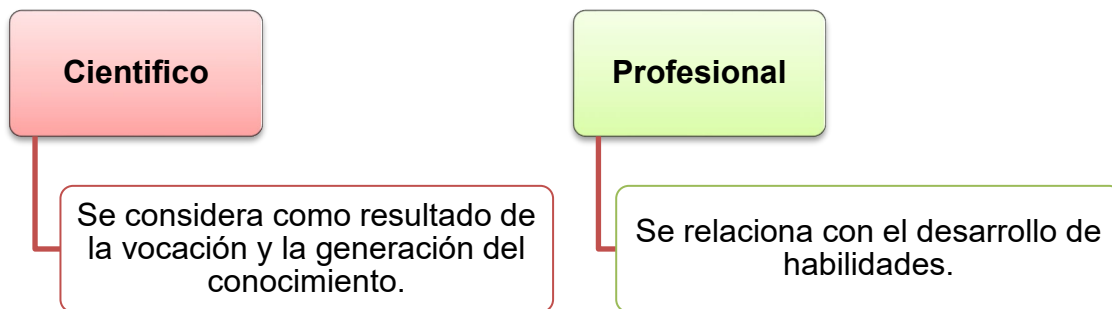 Cientifico
Se considera como resultado de
la vocación y la generación del
conocimiento.
Profesional
Se relaciona con el desarrollo de
habilidades.